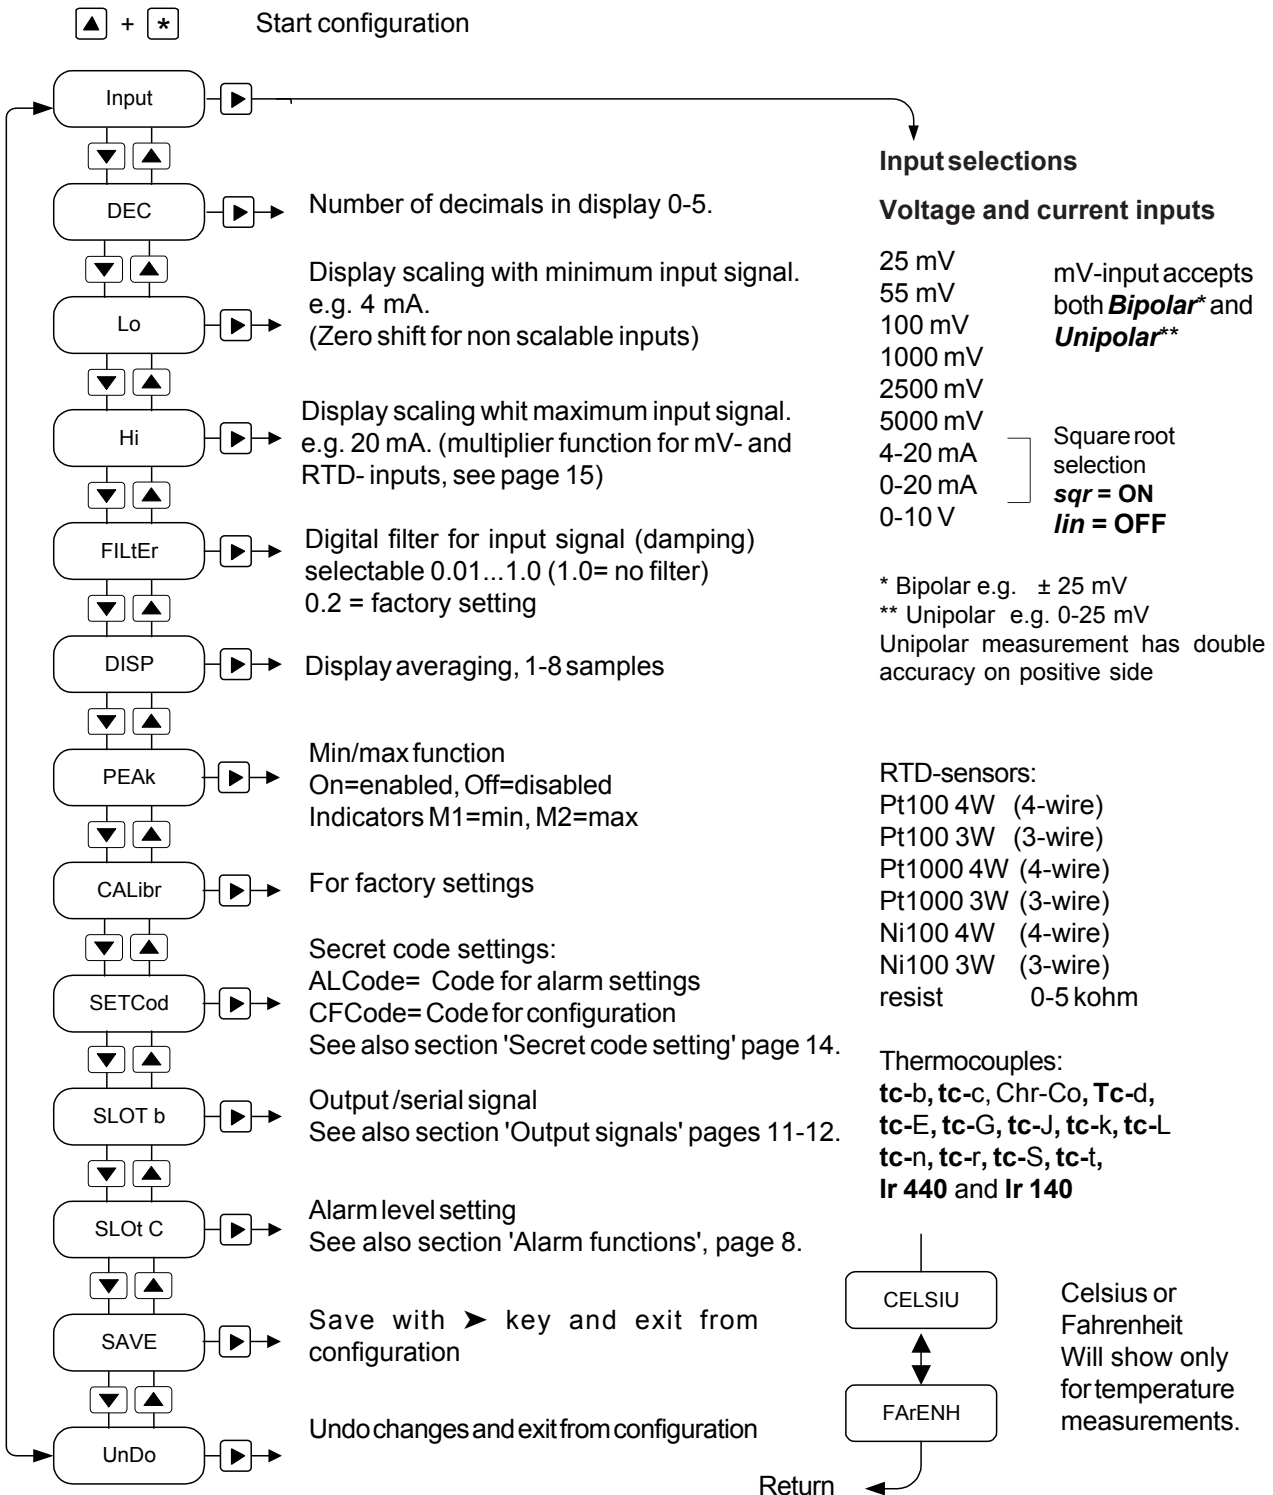 + * Start configuration
Input
DEC
Number of decimals in display 0-5.
Lo
Display scaling with minimum input signal.
e.g. 4 mA.
(Zero shift for non scalable inputs)
Hi
Display scaling whit maximum input signal.
e.g. 20 mA. (multiplier function for mV- and
RTD- inputs, see page 15)
FILtEr
Digital filter for input signal (damping)
selectable 0.01...1.0 (1.0= no filter)
0.2 = factory setting
DISP
Display averaging, 1-8 samples
PEAk
Min/max function
On=enabled, Off=disabled
Indicators M1=min, M2=max
CALibr
For factory settings
SETCod
Secret code settings:
ALCode= Code for alarm settings
CFCode= Code for configuration
See also section 'Secret code setting' page 14.
SLOT b
Output /serial signal
See also section 'Output signals' pages 11-12.
SLOt C
Alarm level setting
See also section 'Alarm functions', page 8.
SAVE
Save with ➤ key and exit from
configuration
UnDo
Undo changes and exit from configuration
Input selections
Voltage and current inputs
25 mV
55 mV
100 mV
1000 mV
2500 mV
5000 mV
4-20 mA
0-20 mA
0-10 V
mV-input accepts
both Bipolar* and
Unipolar**
Square root
selection
sqr = ON
lin = OFF
* Bipolar e.g. ± 25 mV
** Unipolar e.g. 0-25 mV
Unipolar measurement has double
accuracy on positive side
RTD-sensors:
Pt100 4W (4-wire)
Pt100 3W (3-wire)
Pt1000 4W (4-wire)
Pt1000 3W (3-wire)
Ni100 4W (4-wire)
Ni100 3W (3-wire)
resist 0-5 kohm
Thermocouples:
tc-b, tc-c, Chr-Co, Tc-d,
tc-E, tc-G, tc-J, tc-k, tc-L
tc-n, tc-r, tc-S, tc-t,
Ir 440 and Ir 140
CELSIU
FArENH
Celsius or
Fahrenheit
Will show only
for temperature
measurements.
Return